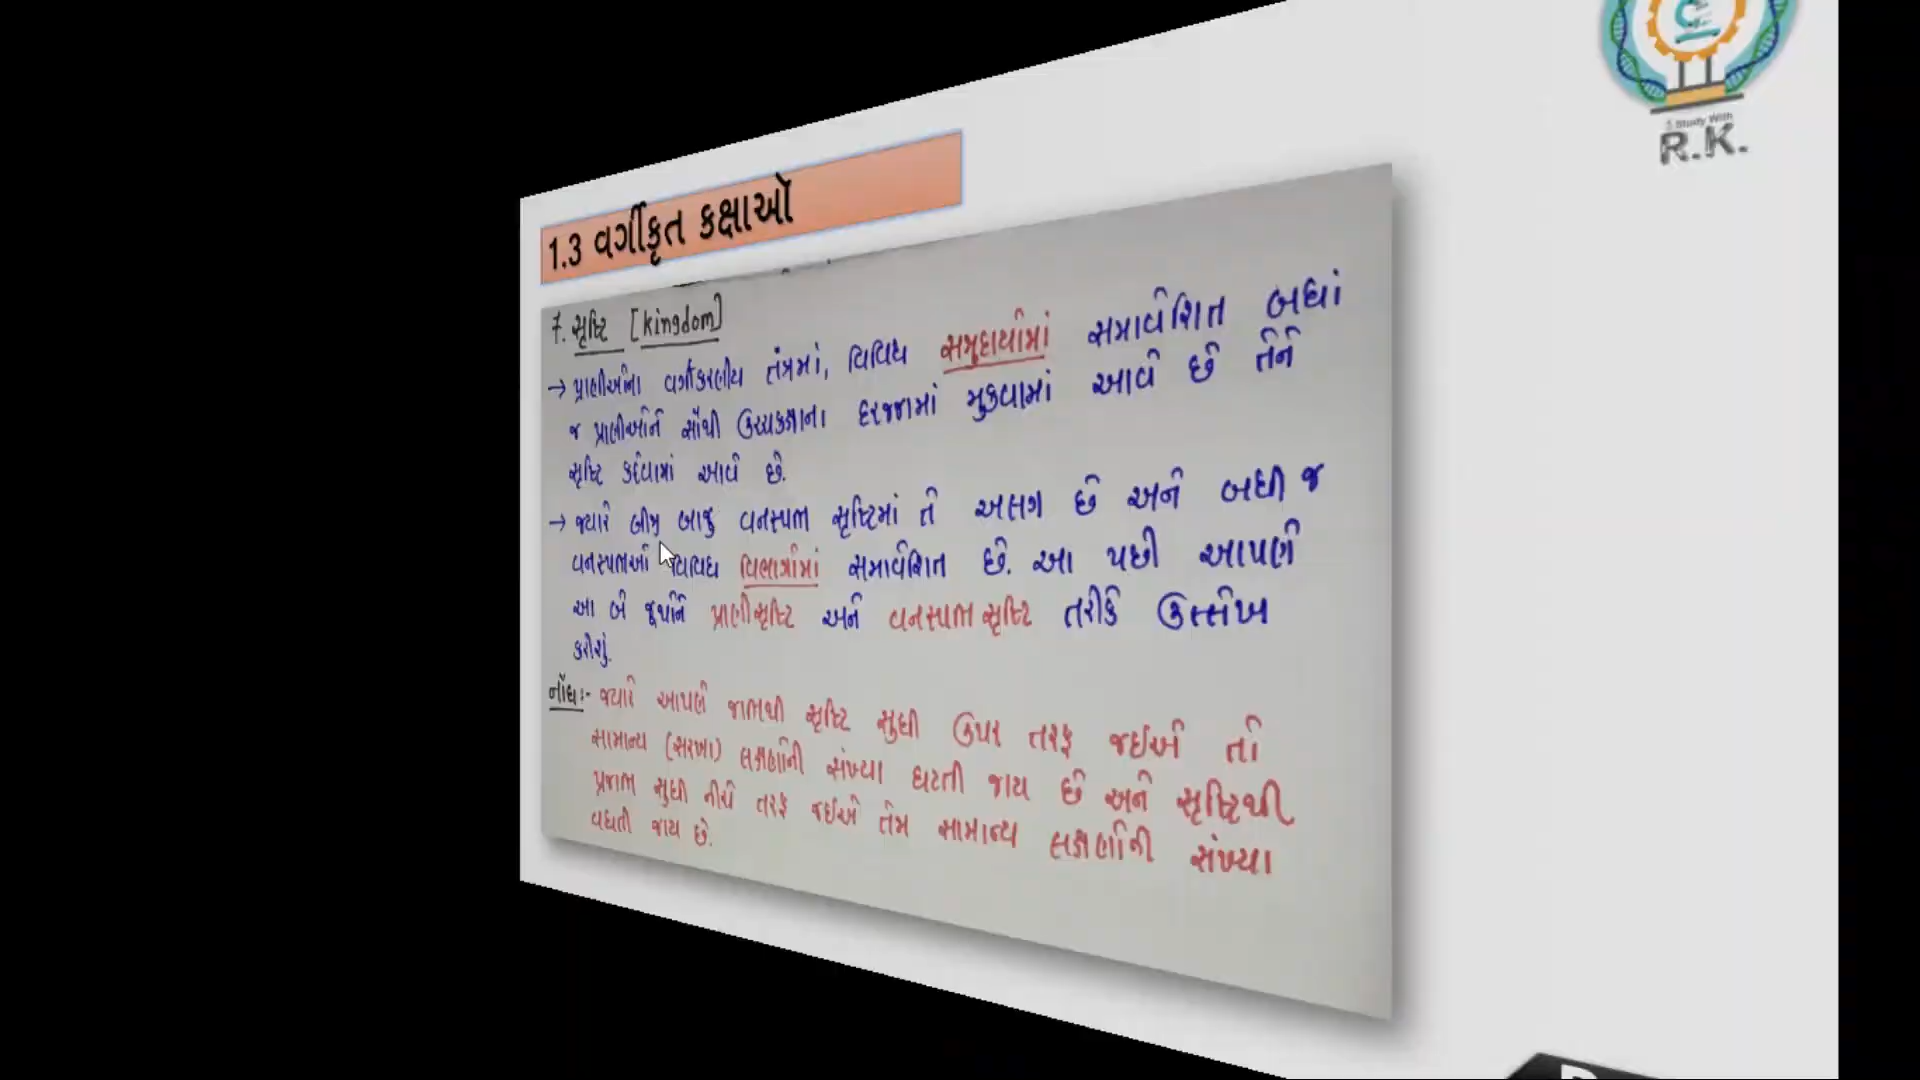 Study With
R.K.
1.3 વર્ગીકૃત કક્ષાઓ
7. સૃષ્ટિ [kingdom]
→ પ્રાણીઓના વર્ગીકરણીય તંત્રમાં, વિવિધ સમુદાયોમાં સમાવેશિત બધાં
જ પ્રાણીઓને સૌથી ઉચ્ચકક્ષાના દરજ્જામાં મુકવામાં આવે છે તેને
સૃષ્ટિ કહેવામાં આવે છે.
→ જ્યારે બીજી બાજુ વનસ્પતિ સૃષ્ટિમાં તે અલગ છે અને બધી જ
વનસ્પતિઓ વિવિધ વિભાગોમાં સમાવેશિત છે. આ પછી આપણે
આ બે જૂથોને પ્રાણીસૃષ્ટિ અને વનસ્પતિ સૃષ્ટિ તરીકે ઉલ્લેખ
કરીશું.
નોંધ:- જ્યારે આપણે જાતિથી સૃષ્ટિ સુધી ઉપર તરફ જઈએ તો
સામાન્ય (સરખા) લક્ષણોની સંખ્યા ઘટતી જાય છે અને સૃષ્ટિથી
પ્રજાતિ સુધી નીચે તરફ જઈએ તેમ સામાન્ય લક્ષણોની સંખ્યા
વધતી જાય છે.